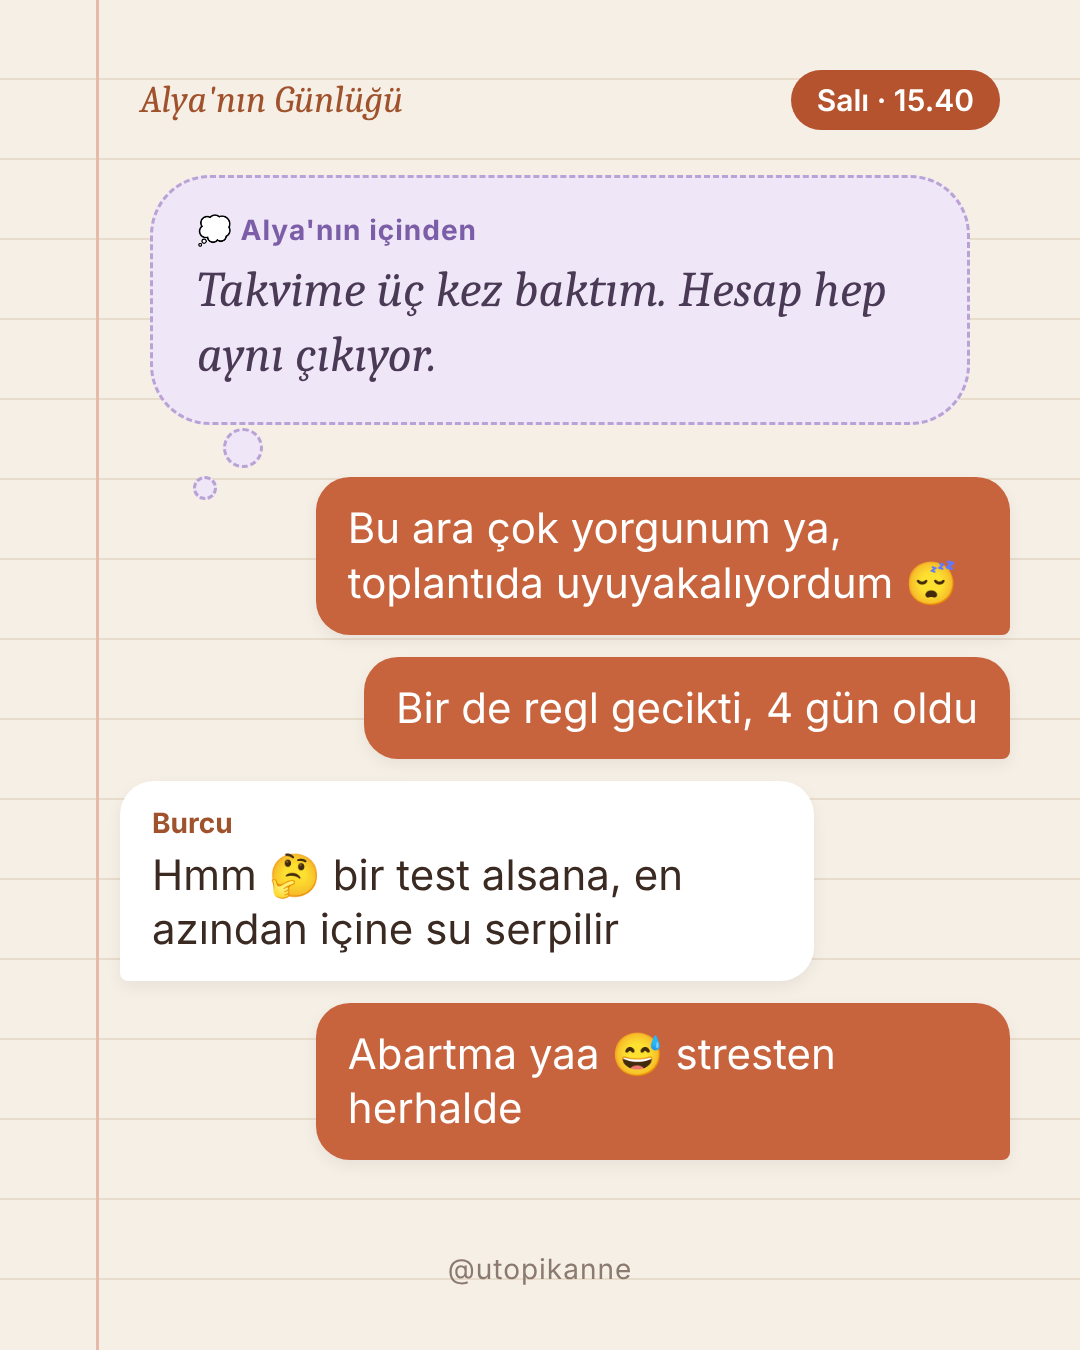 Alya'nın Günlüğü
Salı · 15.40
💭 Alya'nın içinden
Takvime üç kez baktım. Hesap hep
aynı çıkıyor.
Bu ara çok yorgunum ya,
toplantıda uyuyakalıyordum 😴
Bir de regl gecikti, 4 gün oldu
Burcu
Hmm 🤔 bir test alsana, en
azından içine su serpilir
Abartma yaa 😅 stresten
herhalde
@utopikanne